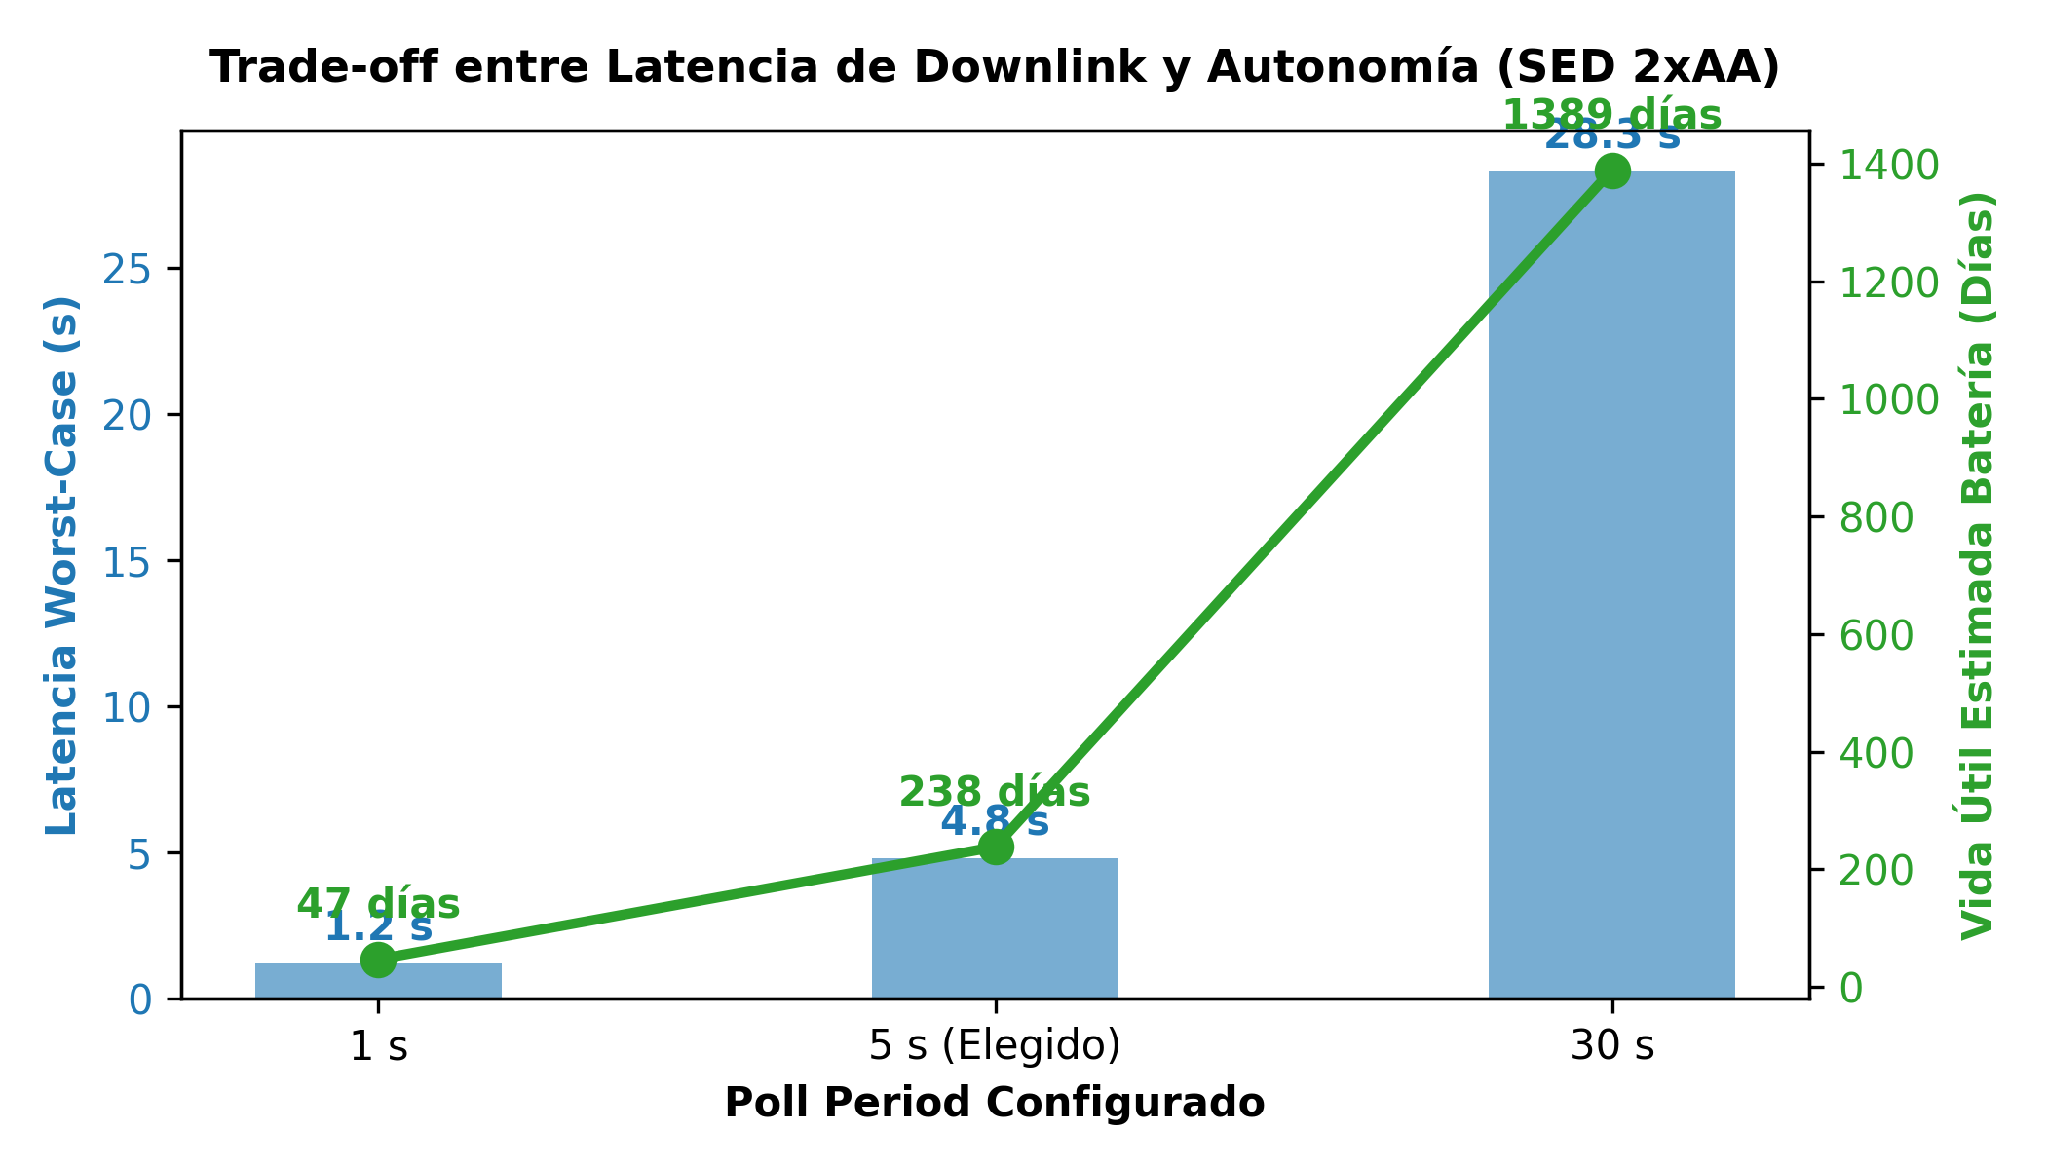 Trade-off entre Latencia de Downlink y Autonomía (SED 2xAA)
1389 días
28.3 s
238 días
4.8 s
47 días
1.2 s
Latencia Worst-Case (s)
25
20
15
10
5
0
1400
1200
1000
800
600
400
200
0
Vida Útil Estimada Batería (Días)
1 s
5 s (Elegido)
30 s
Poll Period Configurado